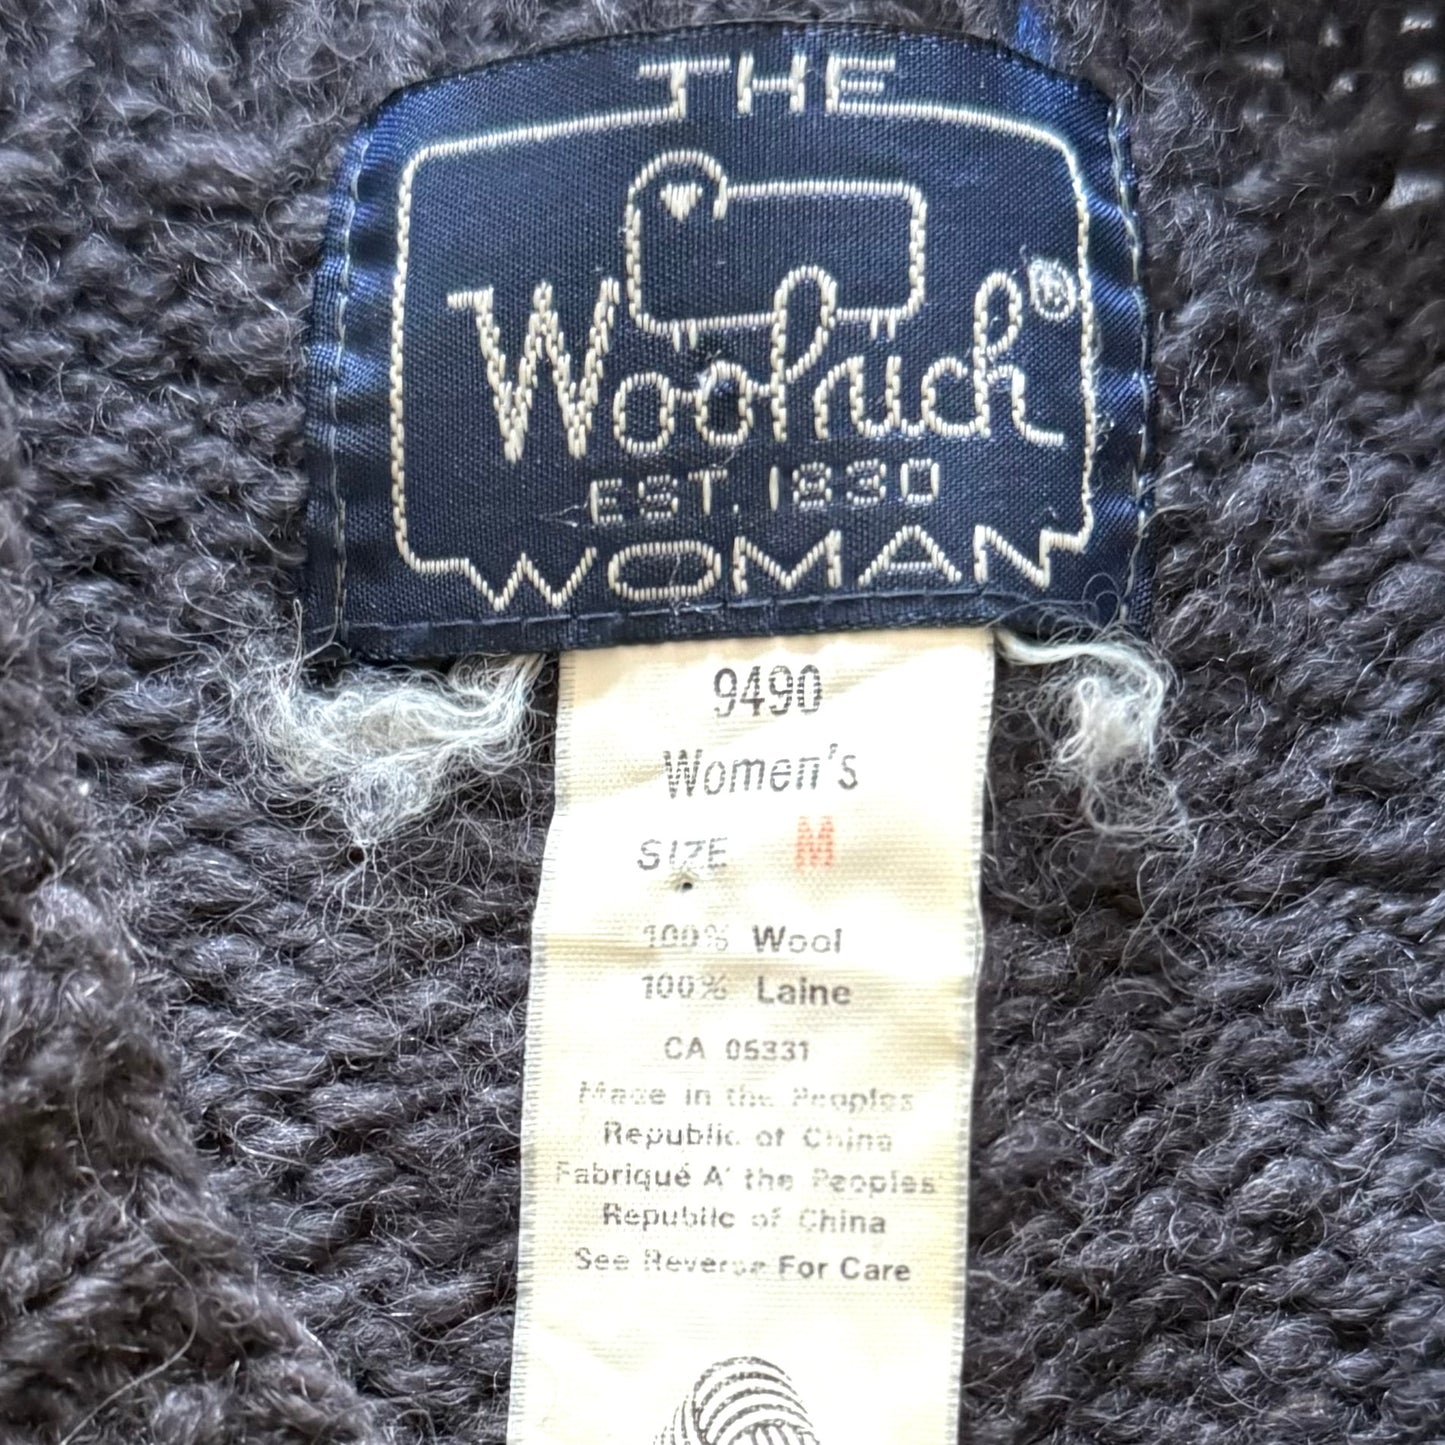 THE
Woolrich®
EST. 1830
WOMAN
9490
Women's
SIZE M
100% Wool
100% Laine
CA 05331
Made in the Peoples
Republic of China
Fabriqué A' the Peoples
Republic of China
See Reverse For Care